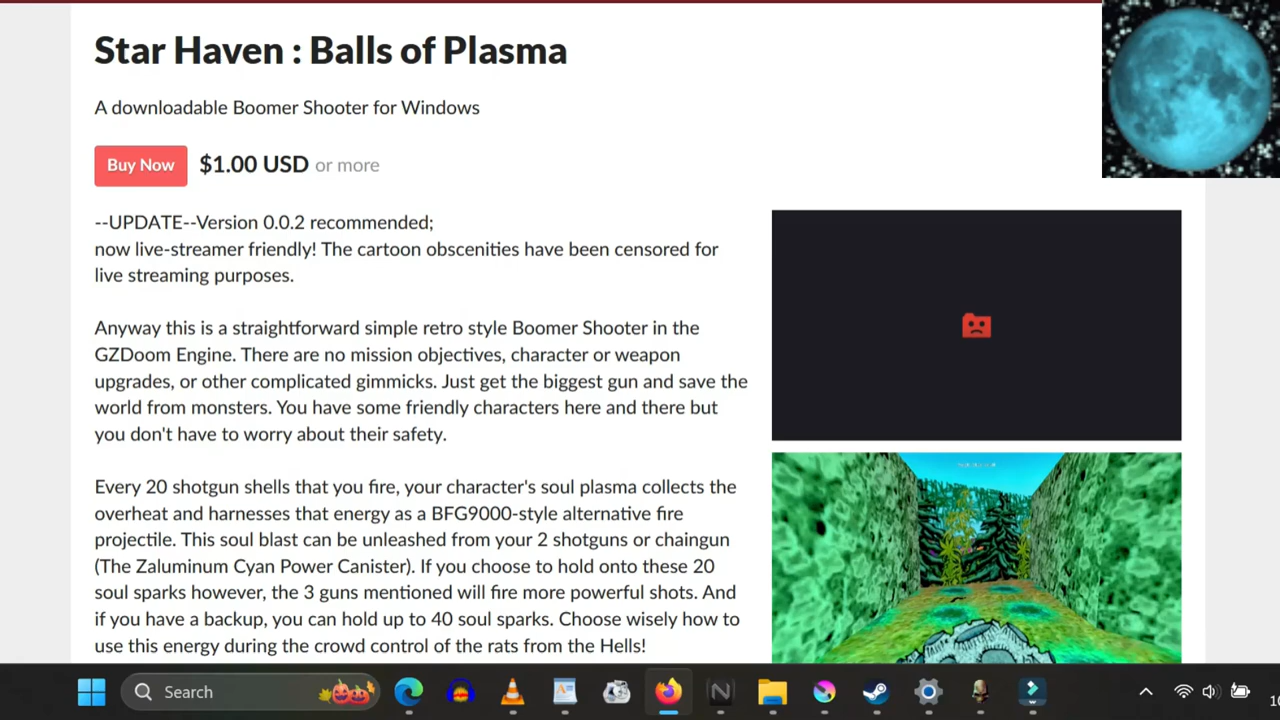 Star Haven : Balls of Plasma
A downloadable Boomer Shooter for Windows
Buy Now $1.00 USD or more
--UPDATE--Version 0.0.2 recommended;
now live-streamer friendly! The cartoon obscenities have been censored for
live streaming purposes.
Anyway this is a straightforward simple retro style Boomer Shooter in the
GZDoom Engine. There are no mission objectives, character or weapon
upgrades, or other complicated gimmicks. Just get the biggest gun and save the
world from monsters. You have some friendly characters here and there but
you don't have to worry about their safety.
Every 20 shotgun shells that you fire, your character's soul plasma collects the
overheat and harnesses that energy as a BFG9000-style alternative fire
projectile. This soul blast can be unleashed from your 2 shotguns or chaingun
(The Zaluminum Cyan Power Canister). If you choose to hold onto these 20
soul sparks however, the 3 guns mentioned will fire more powerful shots. And
if you have a backup, you can hold up to 40 soul sparks. Choose wisely how to
use this energy during the crowd control of the rats from the Hells!
Search